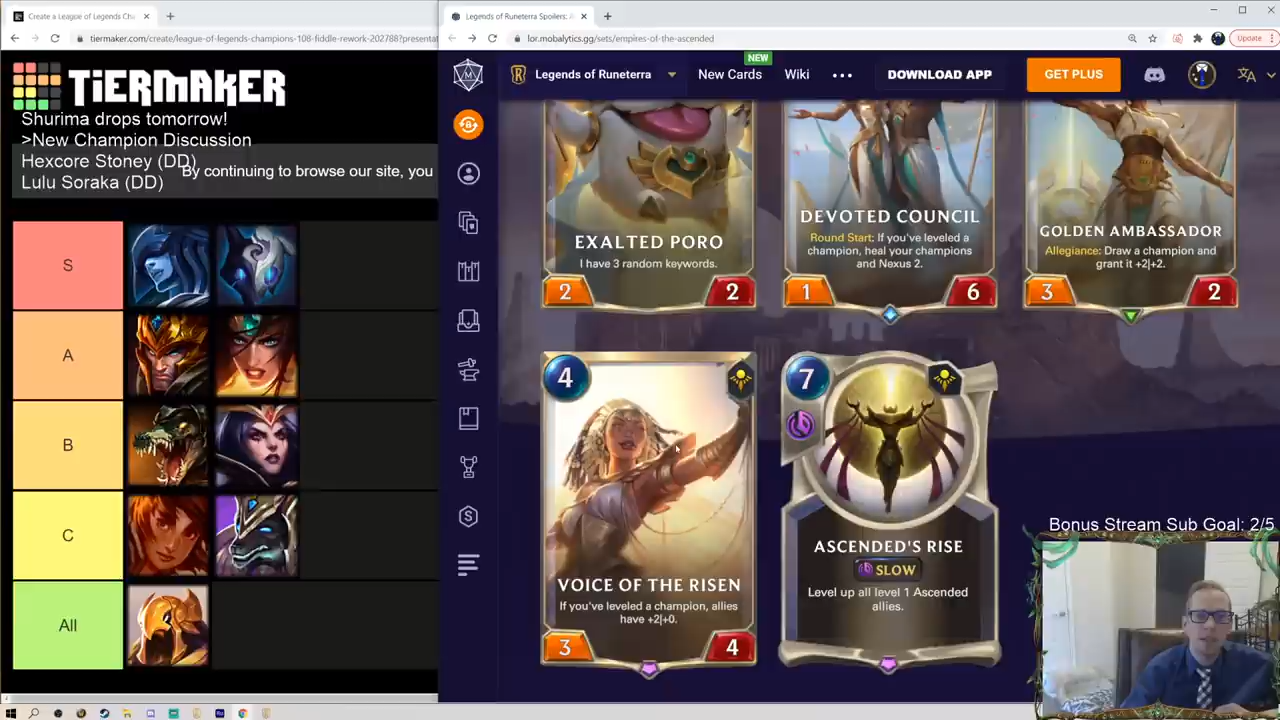 Create a League of Legends Cha
Legends of Runeterra Spoilers: A
tiermaker.com/create/league-of-legends-champions-108-fiddle-rework-202788?presentat
lor.mobalytics.gg/sets/empires-of-the-ascended
Update
TiERMAKER
Shurima drops tomorrow!
>New Champion Discussion
Hexcore Stoney (DD)
Lulu Soraka (DD)
By continuing to browse our site, you
S
A
B
C
All
Legends of Runeterra
NEW
New Cards
Wiki
DOWNLOAD APP
GET PLUS
EXALTED PORO
I have 3 random keywords.
2
2
DEVOTED COUNCIL
Round Start: If you've leveled a
champion, heal your champions
and Nexus 2.
1
6
GOLDEN AMBASSADOR
Allegiance: Draw a champion and
grant it +2|+2.
3
2
4
VOICE OF THE RISEN
If you've leveled a champion, allies
have +2|+0.
3
4
7
ASCENDED'S RISE
SLOW
Level up all level 1 Ascended
allies.
Bonus Stream Sub Goal: 2/5